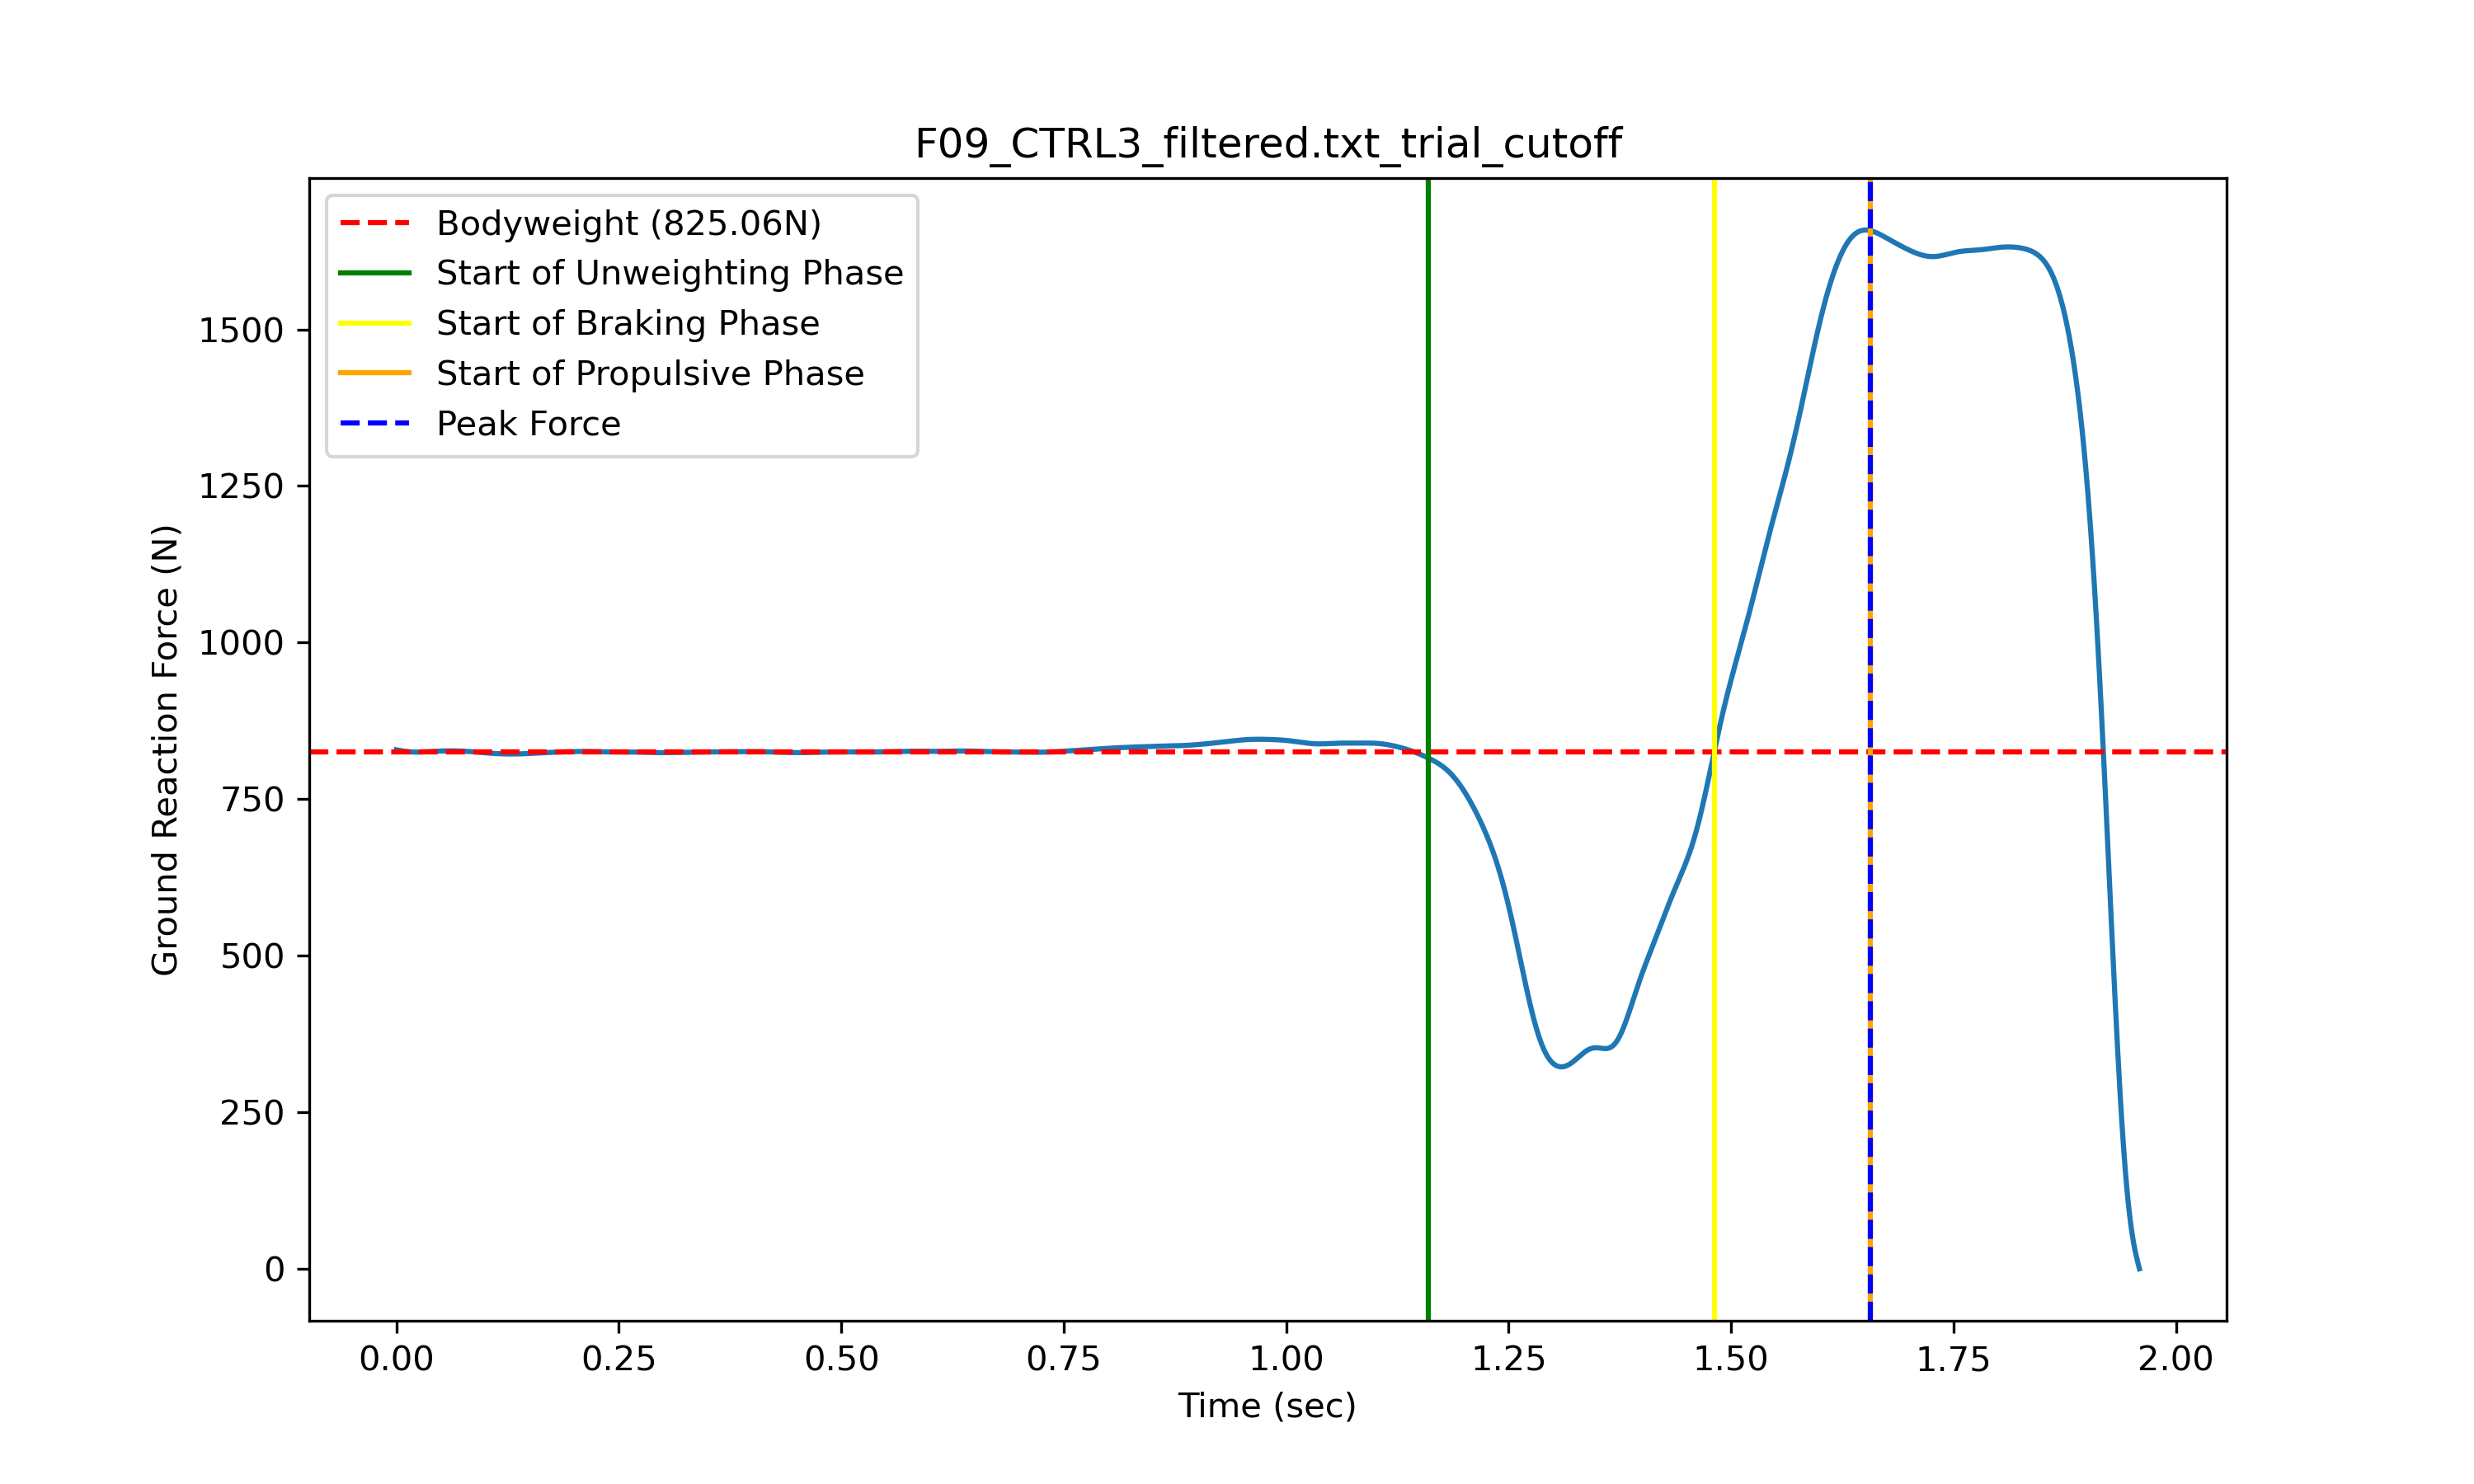 F09_CTRL3_filtered.txt_trial_cutoff
Bodyweight (825.06N)
Start of Unweighting Phase
Start of Braking Phase
Start of Propulsive Phase
Peak Force
Ground Reaction Force (N)
1500
1250
1000
750
500
250
0
0.00 0.25 0.50 0.75 1.00 1.25 1.50 1.75 2.00
Time (sec)